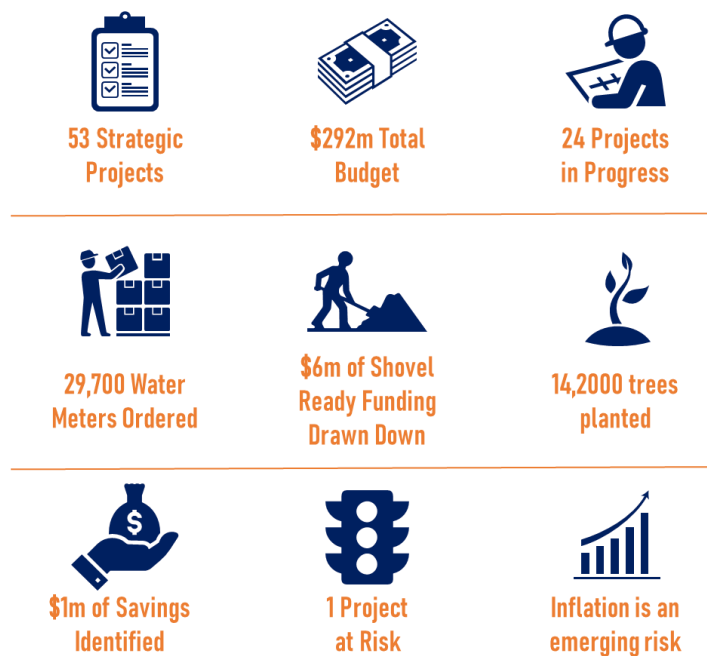 53 Strategic
Projects
$292m Total
Budget
24 Projects
in Progress
29,700 Water
Meters Ordered
$6m of Shovel
Ready Funding
Drawn Down
14,2000 trees
planted
$
$1m of Savings
Identified
1 Project
at Risk
Inflation is an
emerging risk